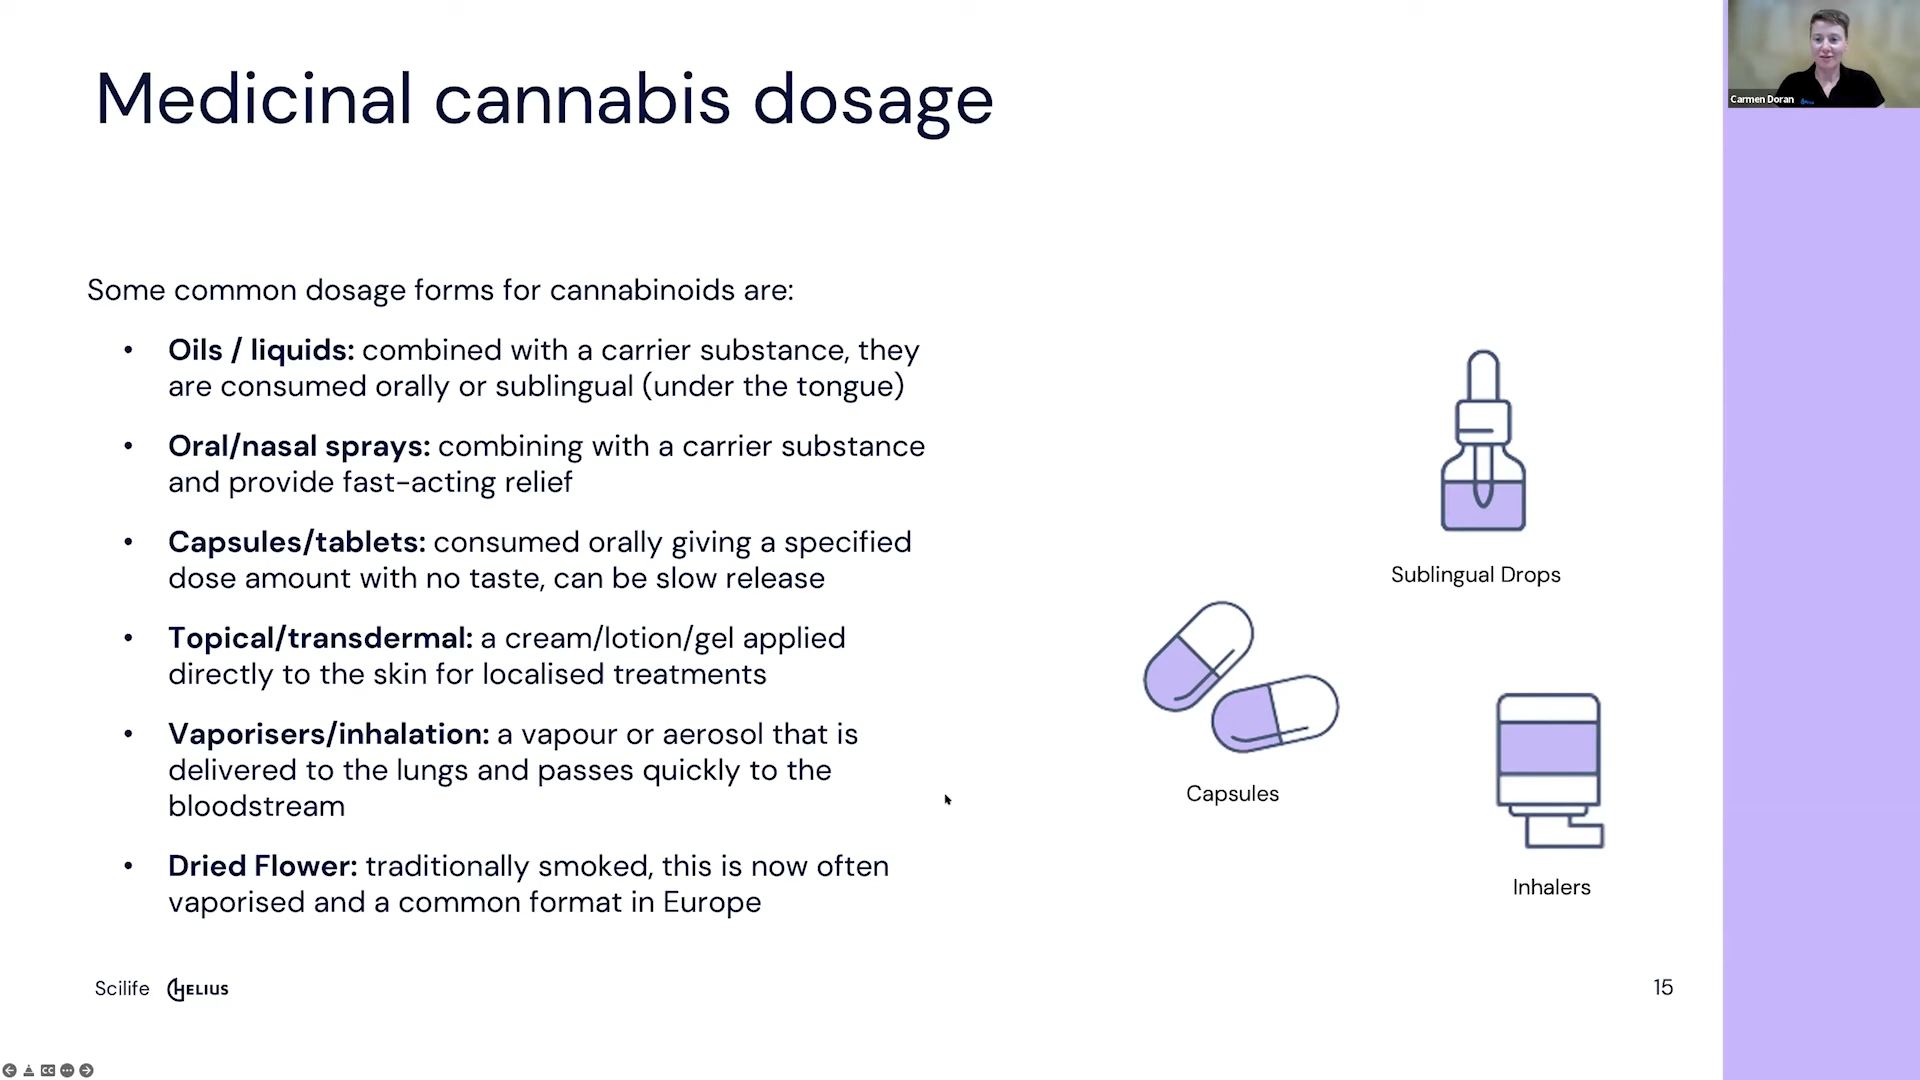 Medicinal cannabis dosage
Carmen Doran
Some common dosage forms for cannabinoids are:
• Oils / liquids: combined with a carrier substance, they
are consumed orally or sublingual (under the tongue)
• Oral/nasal sprays: combining with a carrier substance
and provide fast-acting relief
• Capsules/tablets: consumed orally giving a specified
dose amount with no taste, can be slow release
• Topical/transdermal: a cream/lotion/gel applied
directly to the skin for localised treatments
• Vaporisers/inhalation: a vapour or aerosol that is
delivered to the lungs and passes quickly to the
bloodstream
• Dried Flower: traditionally smoked, this is now often
vaporised and a common format in Europe
Sublingual Drops
Capsules
Inhalers
Scilife HELIUS
15
CC